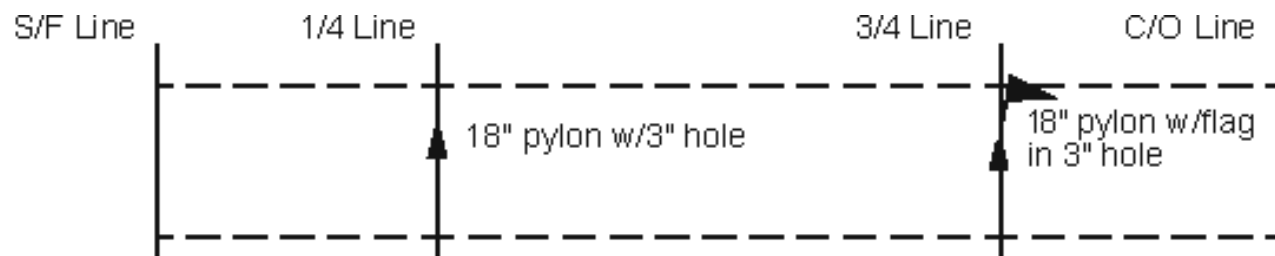 S/F Line
1/4 Line
3/4 Line
C/O Line
18" pylon w/3" hole
18" pylon w/flag
in 3" hole